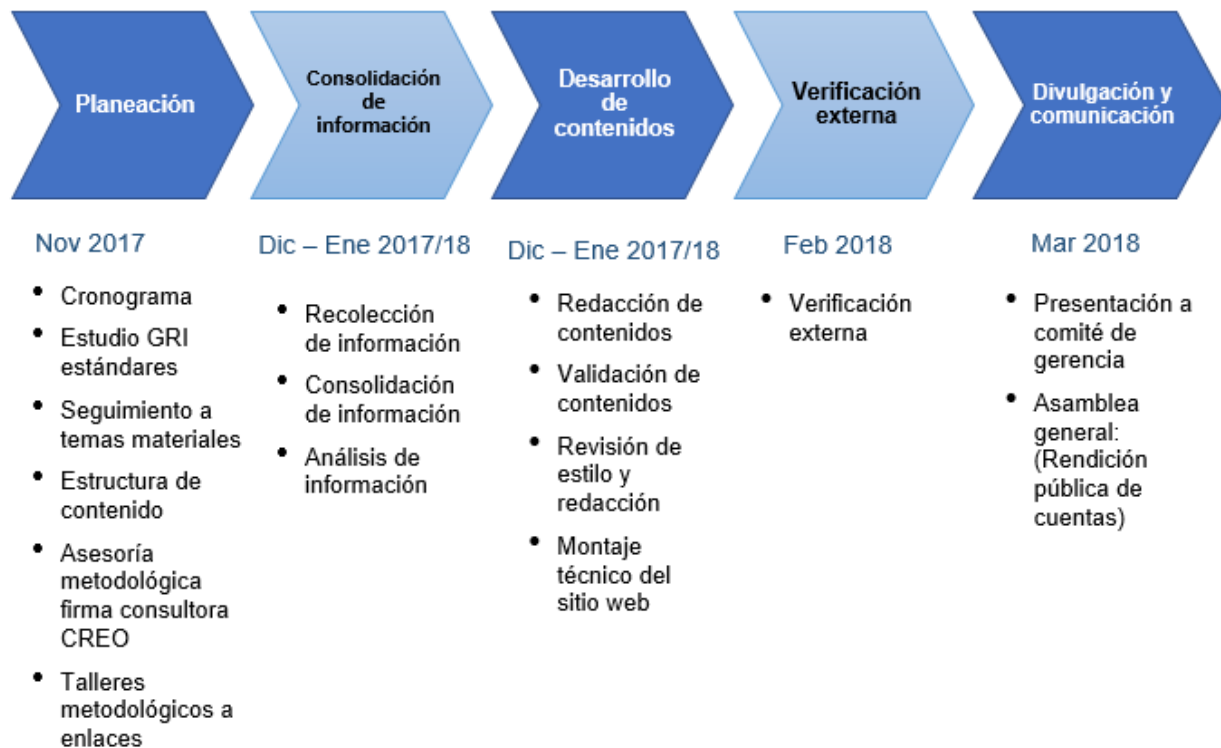 Planeación
Consolidación
de
información
Desarrollo
de
contenidos
Verificación
externa
Divulgación y
comunicación
Nov 2017
• Cronograma
• Estudio GRI
estándares
• Seguimiento a
temas materiales
• Estructura de
contenido
• Asesoría
metodológica
firma consultora
CREO
• Talleres
metodológicos a
enlaces
Dic – Ene 2017/18
• Recolección
de información
• Consolidación
de información
• Análisis de
información
Dic – Ene 2017/18
• Redacción de
contenidos
• Validación de
contenidos
• Revisión de
estilo y
redacción
• Montaje
técnico del
sitio web
Feb 2018
• Verificación
externa
Mar 2018
• Presentación a
comité de
gerencia
• Asamblea
general:
(Rendición
pública de
cuentas)